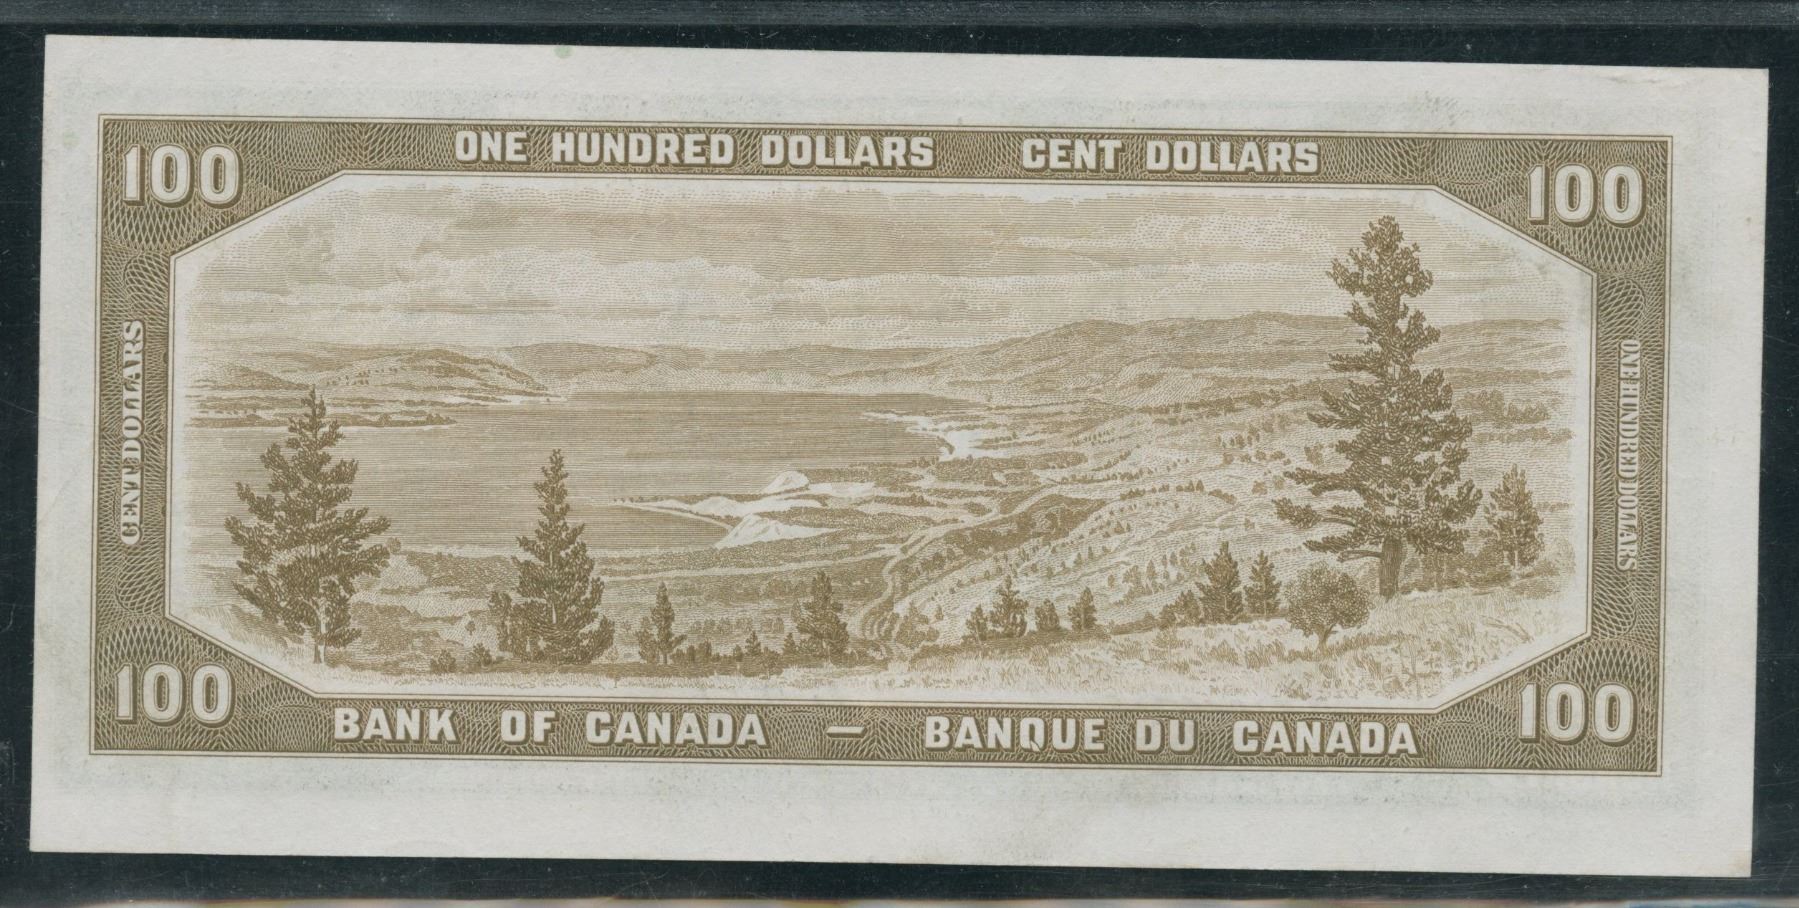 ONE HUNDRED DOLLARS CENT DOLLARS
100
100
CENT DOLLARS
ONE HUNDRED DOLLARS
100
100
BANK OF CANADA — BANQUE DU CANADA